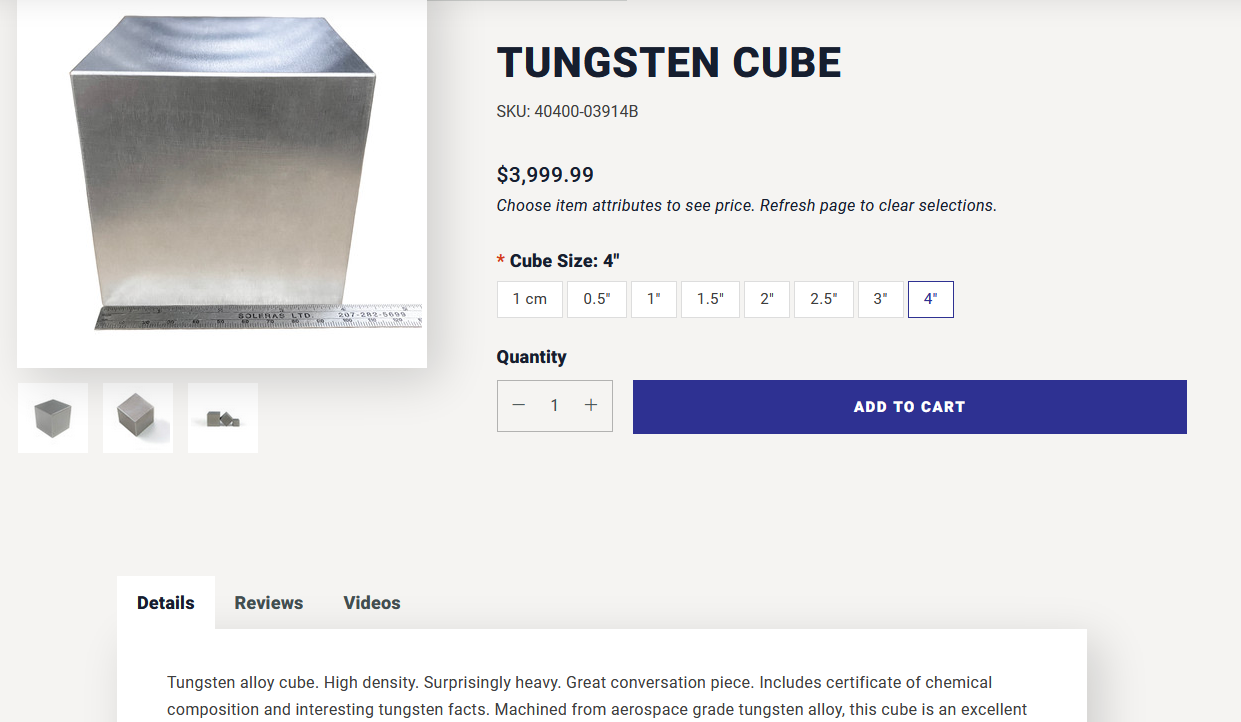 TUNGSTEN CUBE
SKU: 40400-03914B
$3,999.99
Choose item attributes to see price. Refresh page to clear selections.
* Cube Size: 4"
1 cm 0.5" 1" 1.5" 2" 2.5" 3" 4"
Quantity
− 1 +
ADD TO CART
SOLFRAS LTD. 207-282-5699
Details Reviews Videos
Tungsten alloy cube. High density. Surprisingly heavy. Great conversation piece. Includes certificate of chemical
composition and interesting tungsten facts. Machined from aerospace grade tungsten alloy, this cube is an excellent